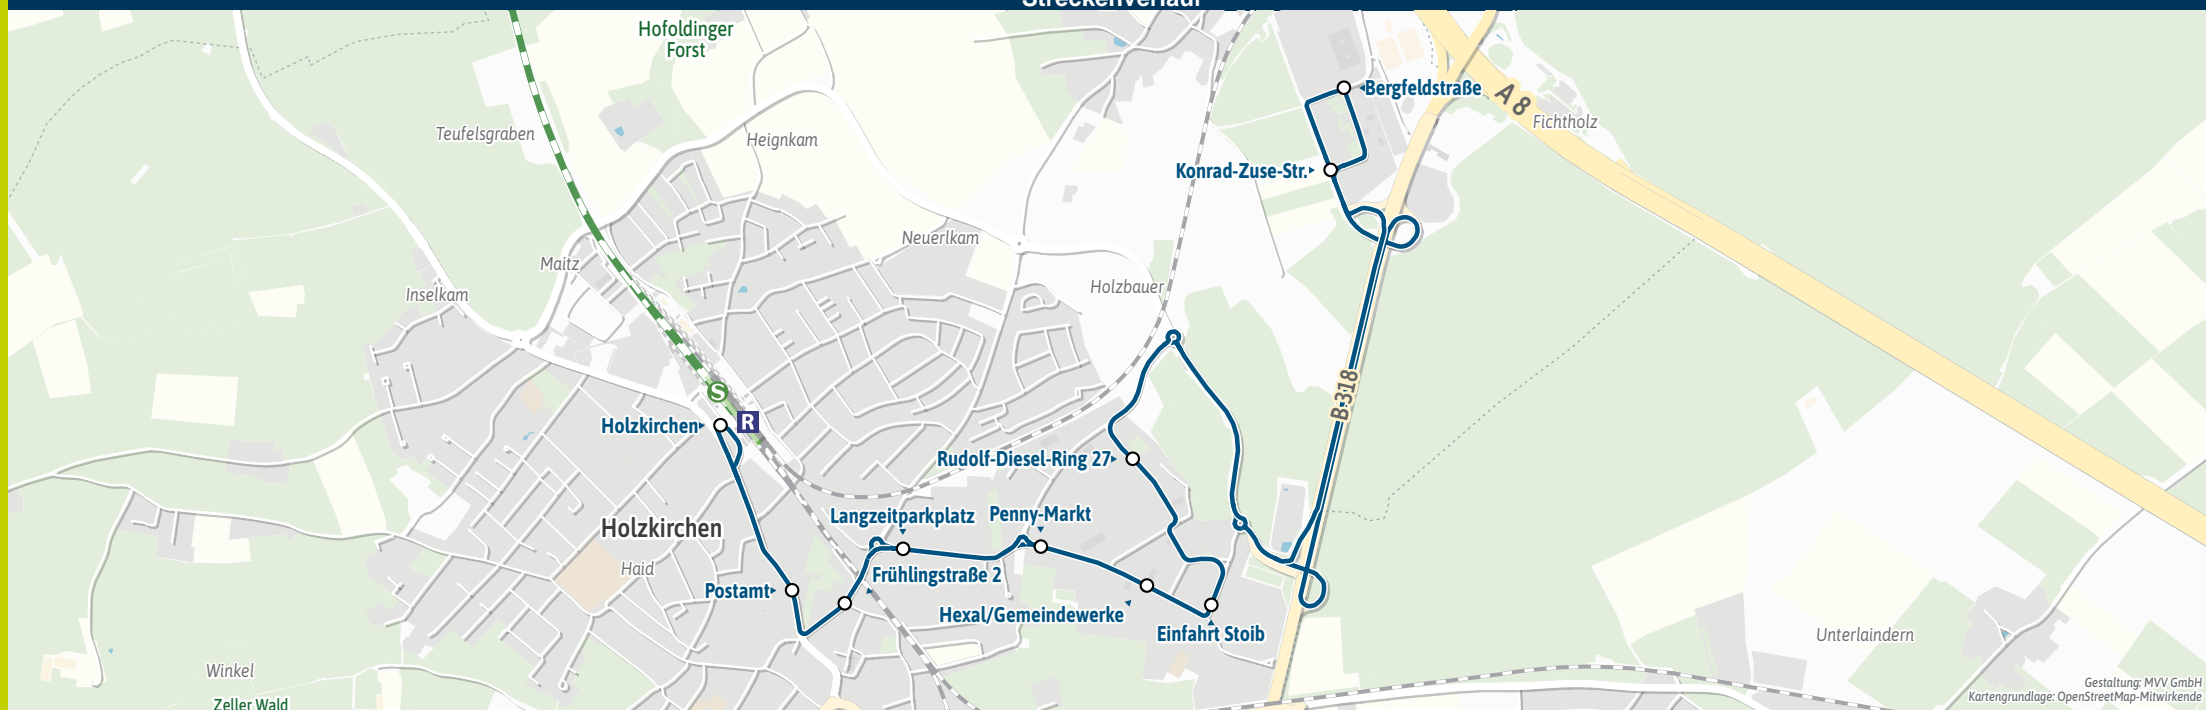 Streckenverlauf
Hofoldinger
Forst
Bergfeldstraße
A 8
Fichtholz
Teufelsgraben
Heignkam
Konrad-Zuse-Str.
Neuerlkam
Maitz
Inselkam
Holzbauer
S
R
Holzkirchen
B 318
Rudolf-Diesel-Ring 27
Langzeitparkplatz
Penny-Markt
Holzkirchen
Haid
Frühlingstraße 2
Postamt
Hexal/Gemeindewerke
Einfahrt Stoib
Unterlaindern
Winkel
Zeller Wald
Gestaltung: MVV GmbH
Kartengrundlage: OpenStreetMap-Mitwirkende